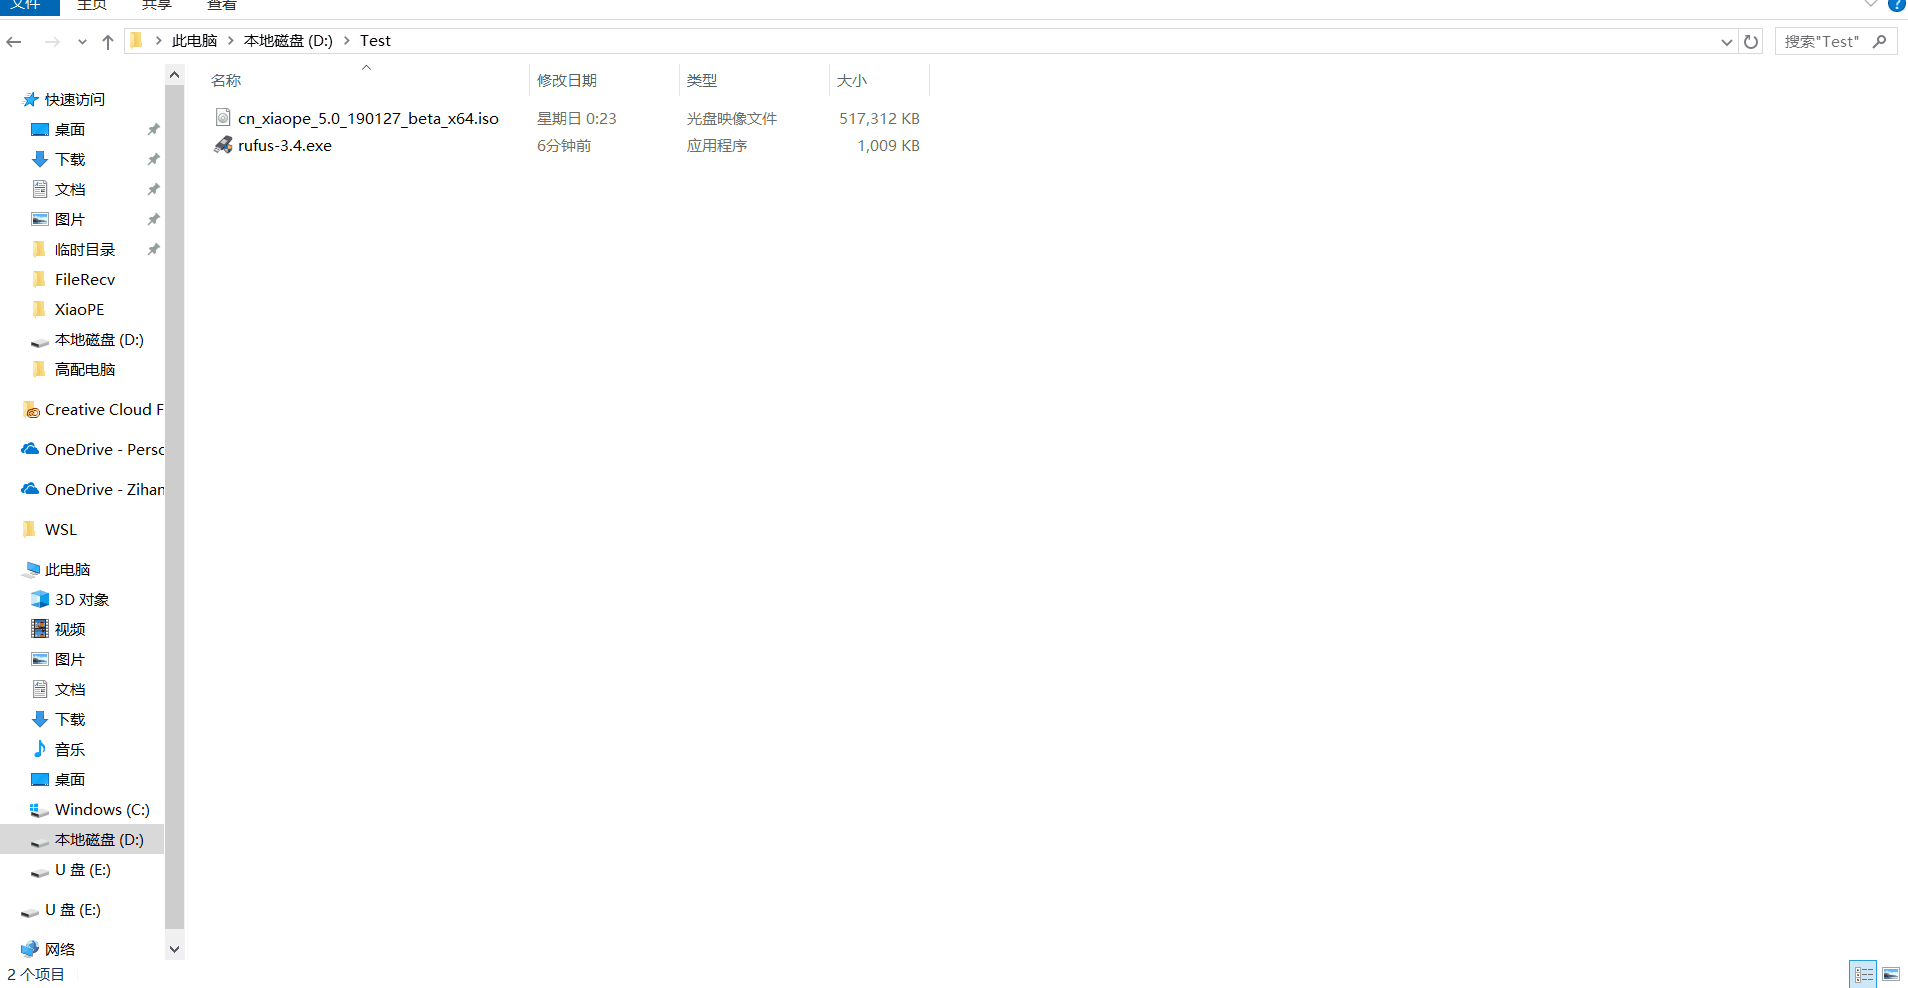 文件 主页 共享 查看
此电脑 本地磁盘 (D:) Test 搜索"Test"
名称 修改日期 类型 大小
cn_xiaope_5.0_190127_beta_x64.iso 星期日 0:23 光盘映像文件 517,312 KB
rufus-3.4.exe 6分钟前 应用程序 1,009 KB
快速访问
桌面
下载
文档
图片
临时目录
FileRecv
XiaoPE
本地磁盘 (D:)
高配电脑
Creative Cloud F
OneDrive - Perso
OneDrive - Zihan
WSL
此电脑
3D 对象
视频
图片
文档
下载
音乐
桌面
Windows (C:)
本地磁盘 (D:)
U 盘 (E:)
U 盘 (E:)
网络
2 个项目